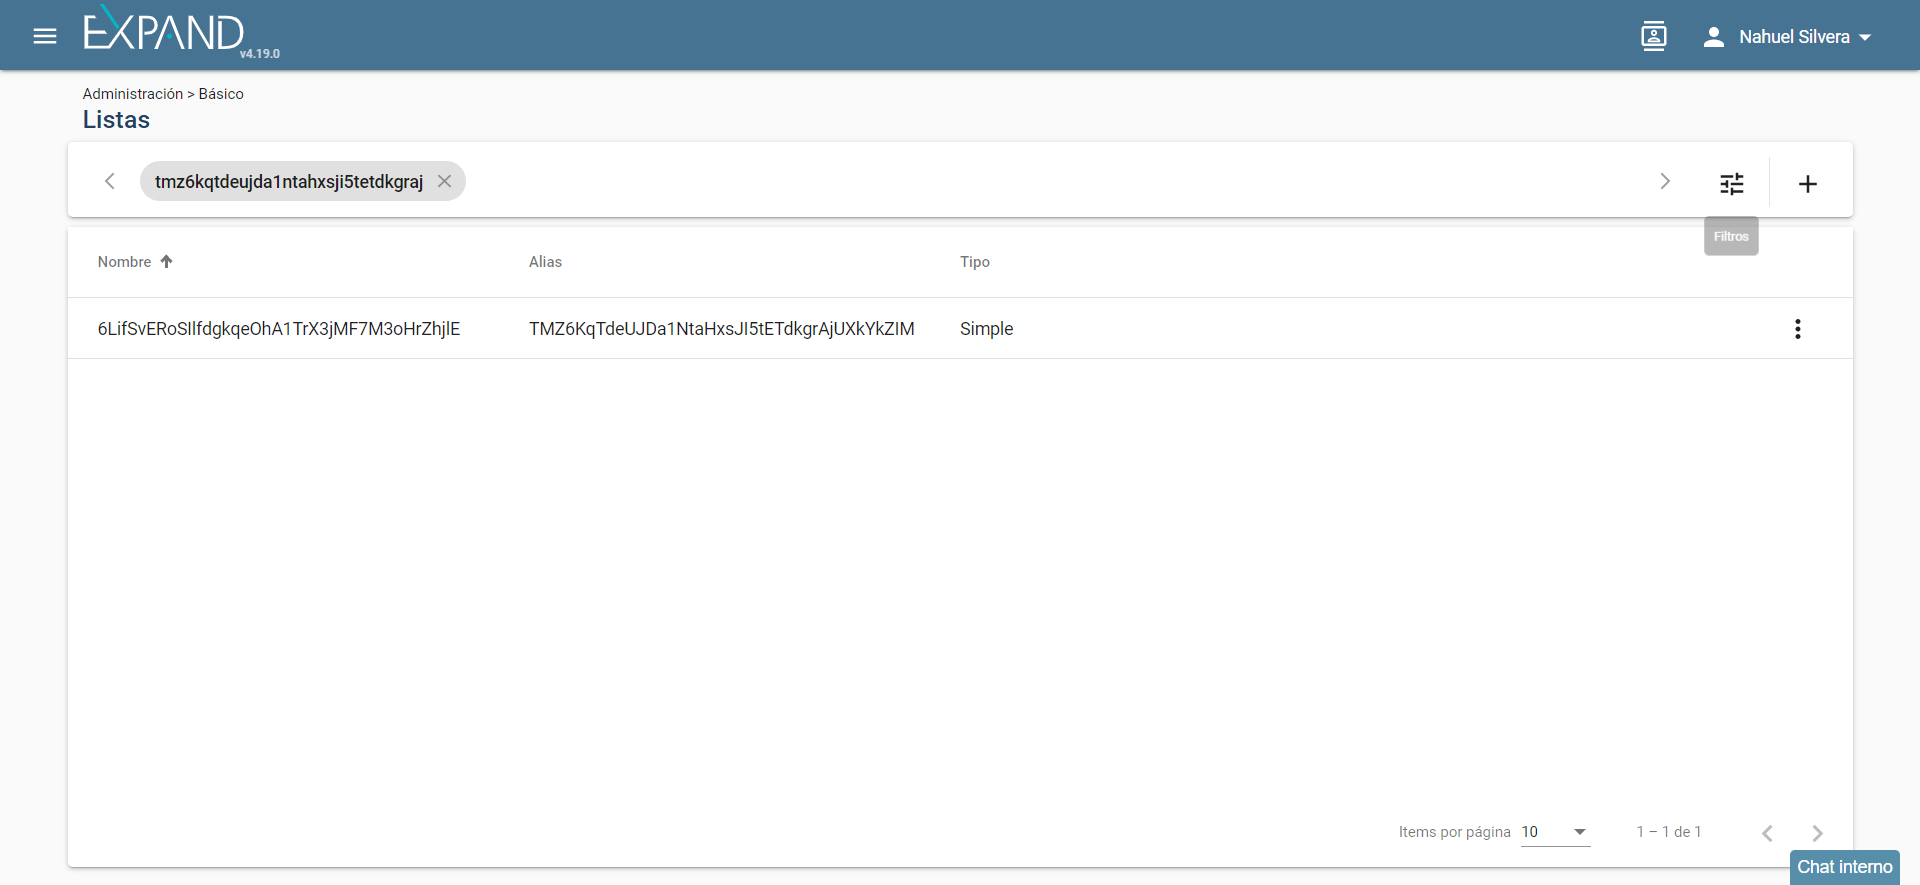 EXPAND
v4.19.0
Nahuel Silvera
Administración > Básico
Listas
tmz6kqtdeujda1ntahxsji5tetdkgraj
Filtros
Nombre Alias Tipo
6LifSvERoSIlfdgkqeOhA1TrX3jMF7M3oHrZhjlE TMZ6KqTdeUJDa1NtaHxsJI5tETdkgrAjUXkYkZIM Simple
Items por página 10 1 – 1 de 1
Chat interno